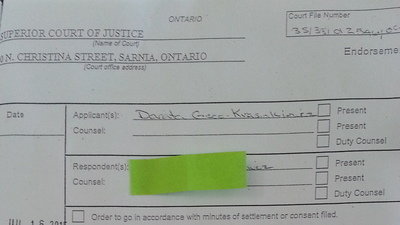 ONTARIO
Court File Number
SUPERIOR COURT OF JUSTICE
(Name of Court)
N. CHRISTINA STREET, SARNIA, ONTARIO
(Court office address)
Endorseme
Date
Applicant(s):
Present
Counsel:
Present
Duty Counsel
Respondent(s):
Present
Counsel:
Present
Duty Counsel
Order to go in accordance with minutes of settlement or consent filed.